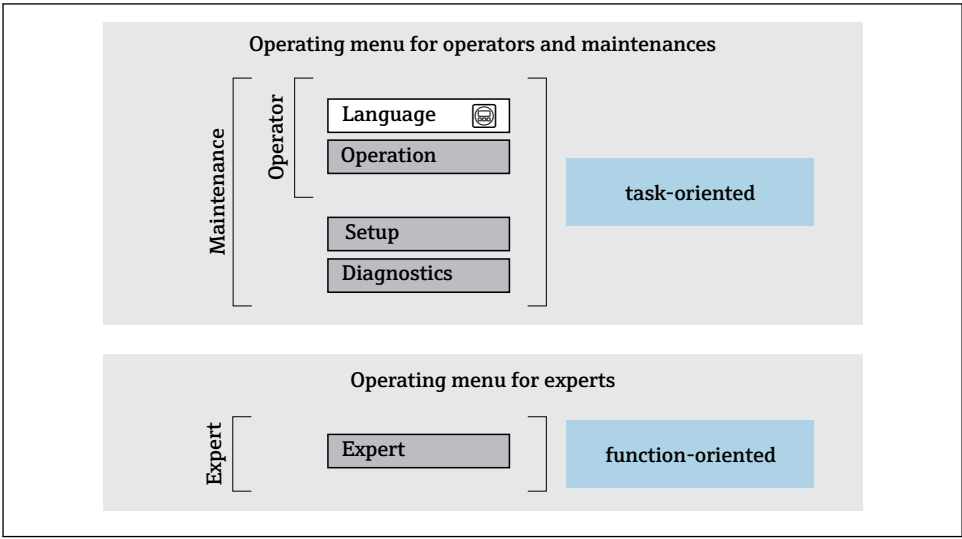 Operating menu for operators and maintenances
Maintenance
Operator
Language
Operation
Setup
Diagnostics
task-oriented
Operating menu for experts
Expert
Expert
function-oriented